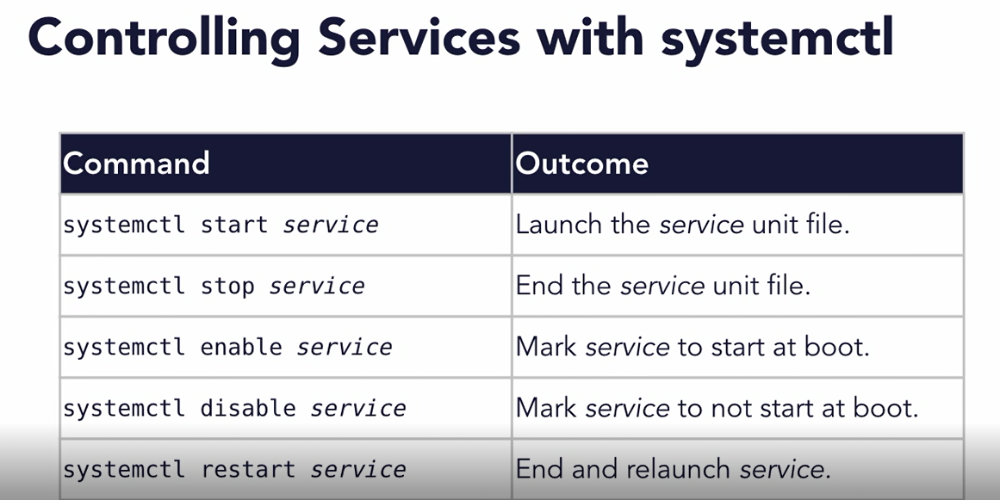 Controlling Services with systemctl
Command
Outcome
systemctl start service
Launch the service unit file.
systemctl stop service
End the service unit file.
systemctl enable service
Mark service to start at boot.
systemctl disable service
Mark service to not start at boot.
systemctl restart service
End and relaunch service.